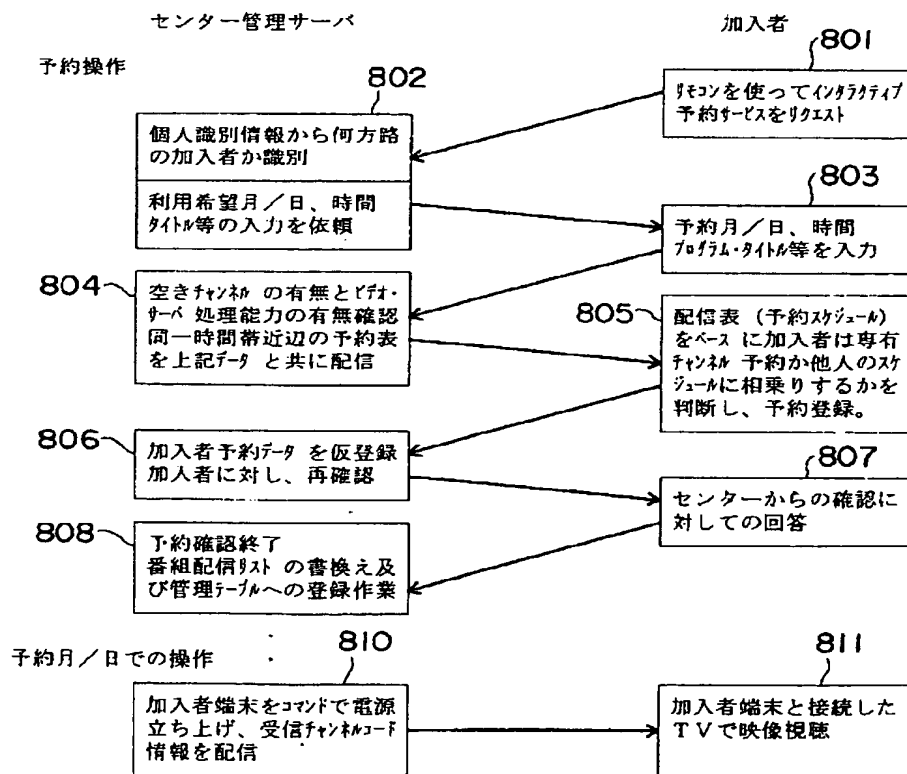 センター管理サーバ
加入者
予約操作
801
リモコンを使ってインタラクティブ
予約サービスをリクエスト
802
個人識別情報から何方路
の加入者か識別
利用希望月／日、時間
タイトル等の入力を依頼
803
予約月／日、時間
プログラム・タイトル等を入力
804
空きチャンネル の有無とビデオ・
サーバ 処理能力の有無確認
同一時間帯近辺の予約表
を上記データ と共に配信
805
配信表（予約スケジュール）
をベース に加入者は専有
チャンネル 予約か他人のスケ
ジュールに相乗りするかを
判断し、予約登録。
806
加入者予約データ を仮登録
加入者に対し、再確認
807
センターからの確認に
対しての回答
808
予約確認終了
番組配信リスト の書換え及
び管理テーブルへの登録作業
予約月／日での操作
810
加入者端末をコマンドで電源
立ち上げ、受信チャンネルコード
情報を配信
811
加入者端末と接続した
ＴＶで映像視聴